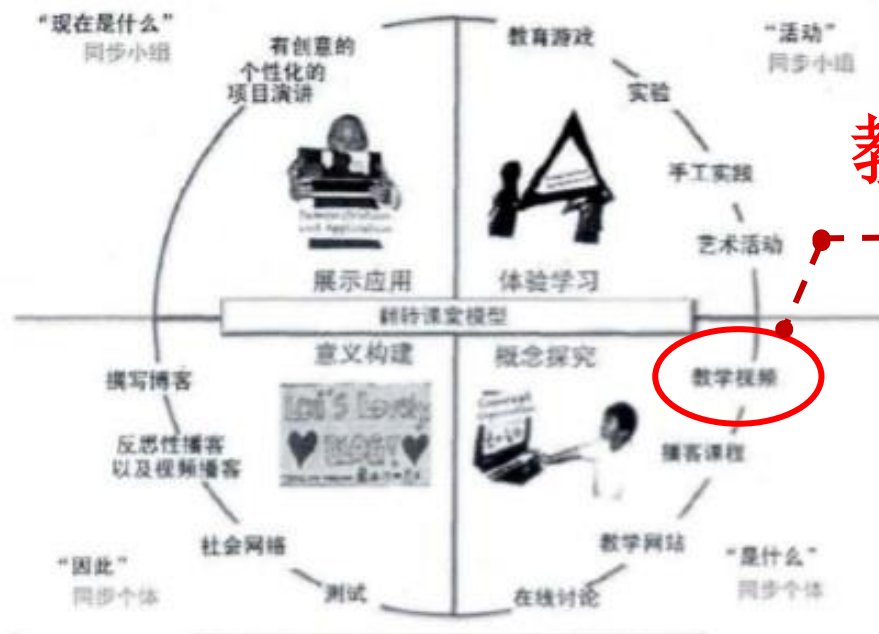 “现在是什么”
同步小组
有创意的
个性化的
项目演讲
教育游戏
“活动”
同步小组
实验
手工实践
艺术活动
展示应用
体验学习
翻转课堂模型
意义构建
概念探究
撰写博客
反思性播客
以及视频播客
社会网络
测试
教学视频
播客课程
教学网站
在线讨论
“因此”
同步个体
“是什么”
同步个体
Lovely
BLOG!